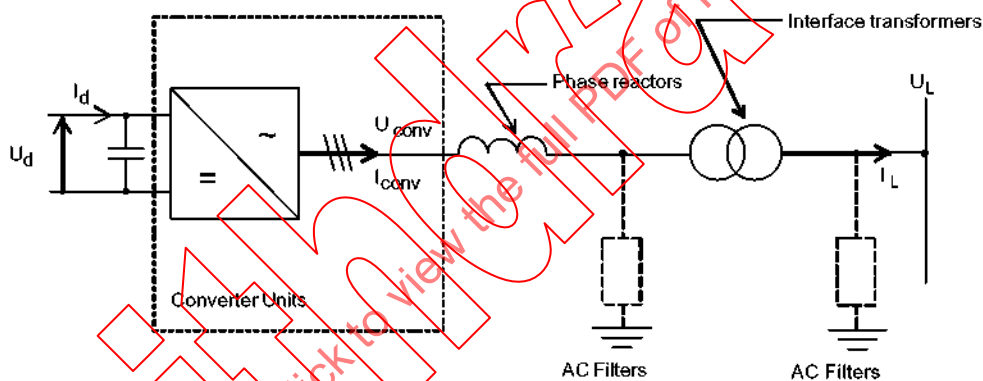 Interface transformers
Phase reactors
U_L
I_d
U_d
~
=
U_conv
I_conv
I_L
Converter Units
AC Filters
AC Filters
click to view the full PDF of